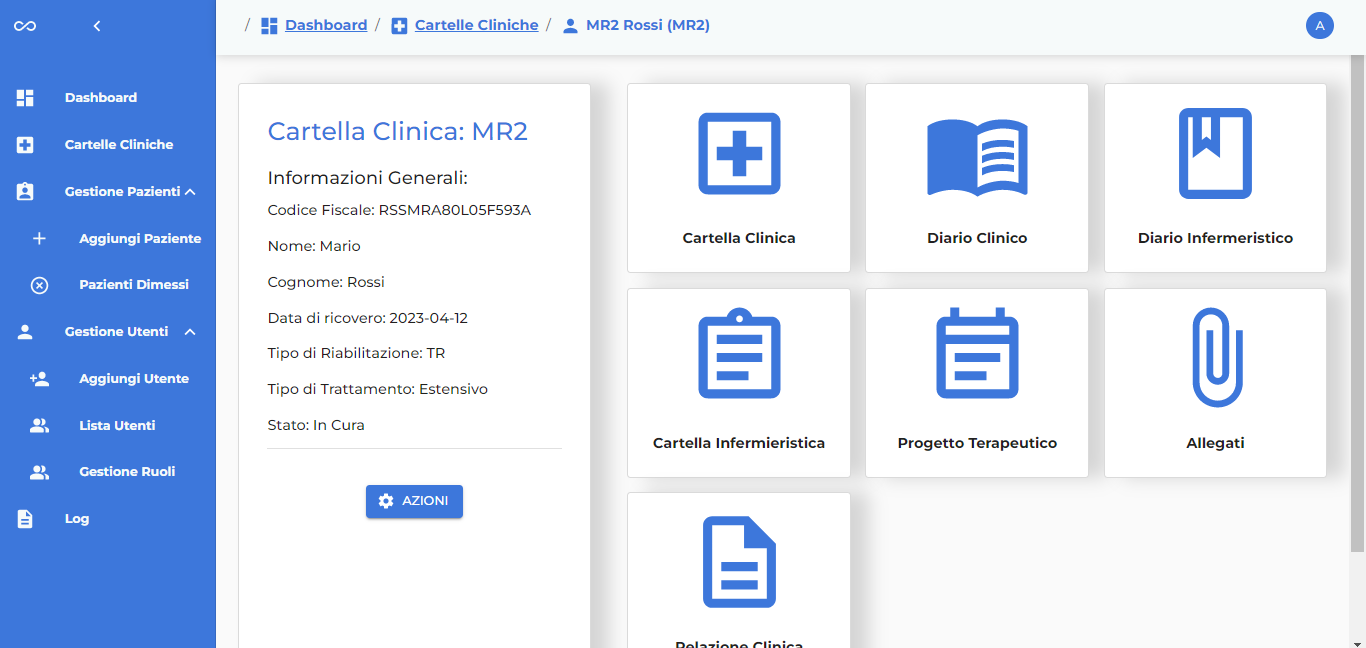 / Dashboard / Cartelle Cliniche / MR2 Rossi (MR2)
A
Dashboard
Cartelle Cliniche
Gestione Pazienti
Aggiungi Paziente
Pazienti Dimessi
Gestione Utenti
Aggiungi Utente
Lista Utenti
Gestione Ruoli
Log
Cartella Clinica: MR2
Informazioni Generali:
Codice Fiscale: RSSMRA80L05F593A
Nome: Mario
Cognome: Rossi
Data di ricovero: 2023-04-12
Tipo di Riabilitazione: TR
Tipo di Trattamento: Estensivo
Stato: In Cura
AZIONI
Cartella Clinica
Diario Clinico
Diario Infermeristico
Cartella Infermieristica
Progetto Terapeutico
Allegati
Relazione Clinica